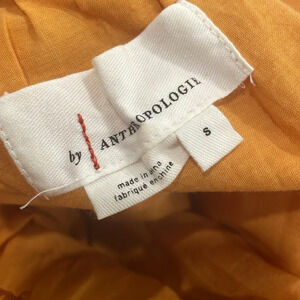 by ANTHROPOLOGIE
S
made in china
fabriqué en chine